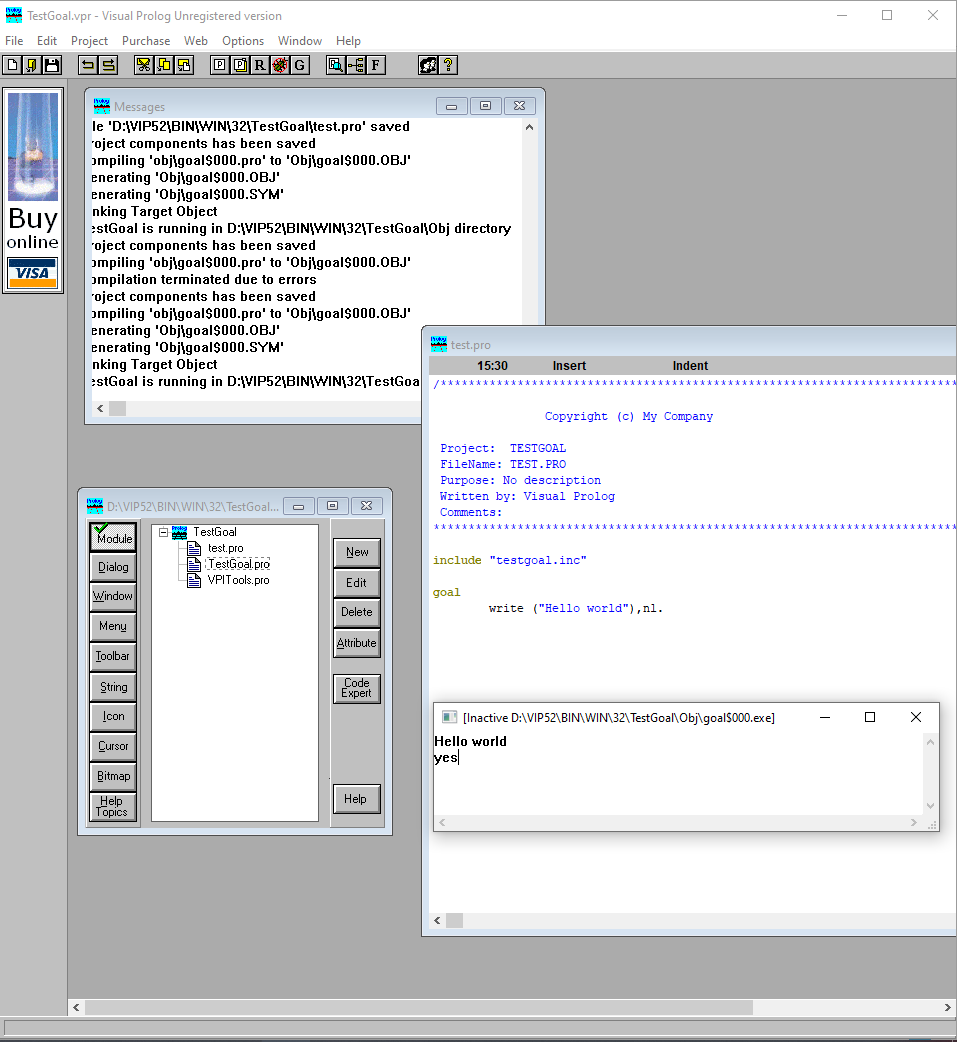 TestGoal.vpr - Visual Prolog Unregistered version
File Edit Project Purchase Web Options Window Help
P R G F ?
Buy
online
VISA
Messages
le 'D:\VIP52\BIN\WIN\32\TestGoal\test.pro' saved
roject components has been saved
ompiling 'obj\goal$000.pro' to 'Obj\goal$000.OBJ'
enerating 'Obj\goal$000.OBJ'
enerating 'Obj\goal$000.SYM'
nking Target Object
estGoal is running in D:\VIP52\BIN\WIN\32\TestGoal\Obj directory
roject components has been saved
ompiling 'obj\goal$000.pro' to 'Obj\goal$000.OBJ'
ompilation terminated due to errors
roject components has been saved
ompiling 'obj\goal$000.pro' to 'Obj\goal$000.OBJ'
enerating 'Obj\goal$000.OBJ'
enerating 'Obj\goal$000.SYM'
nking Target Object
estGoal is running in D:\VIP52\BIN\WIN\32\TestGoa
test.pro
15:30 Insert Indent
/***************************************************************************
Copyright (c) My Company
Project: TESTGOAL
FileName: TEST.PRO
Purpose: No description
Written by: Visual Prolog
Comments:
***************************************************************************
include "testgoal.inc"
goal
write ("Hello world"),nl.
[Inactive D:\VIP52\BIN\WIN\32\TestGoal\Obj\goal$000.exe]
Hello world
yes
D:\VIP52\BIN\WIN\32\TestGoal...
Module
Dialog
Window
Menu
Toolbar
String
Icon
Cursor
Bitmap
Help
Topics
TestGoal
test.pro
TestGoal.pro
VPITools.pro
New
Edit
Delete
Attribute
Code
Expert
Help